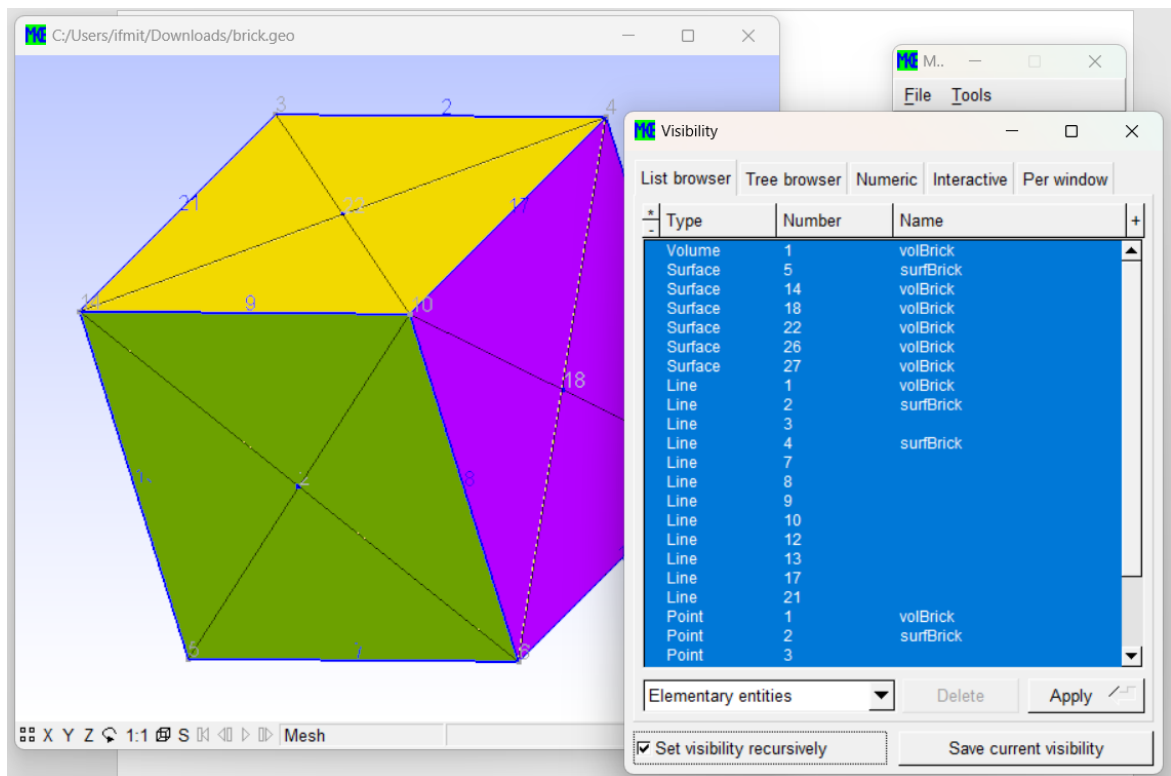 C:/Users/ifmit/Downloads/brick.geo
M..
File Tools
Visibility
List browser Tree browser Numeric Interactive Per window
* - Type Number Name +
Volume 1 volBrick
Surface 5 surfBrick
Surface 14 volBrick
Surface 18 volBrick
Surface 22 volBrick
Surface 26 volBrick
Surface 27 volBrick
Line 1 volBrick
Line 2 surfBrick
Line 3
Line 4 surfBrick
Line 7
Line 8
Line 9
Line 10
Line 12
Line 13
Line 17
Line 21
Point 1 volBrick
Point 2 surfBrick
Point 3
Elementary entities Delete Apply
Set visibility recursively Save current visibility
3 2 4
21 22 17
9 10
18
8
6
X Y Z 1:1 S Mesh